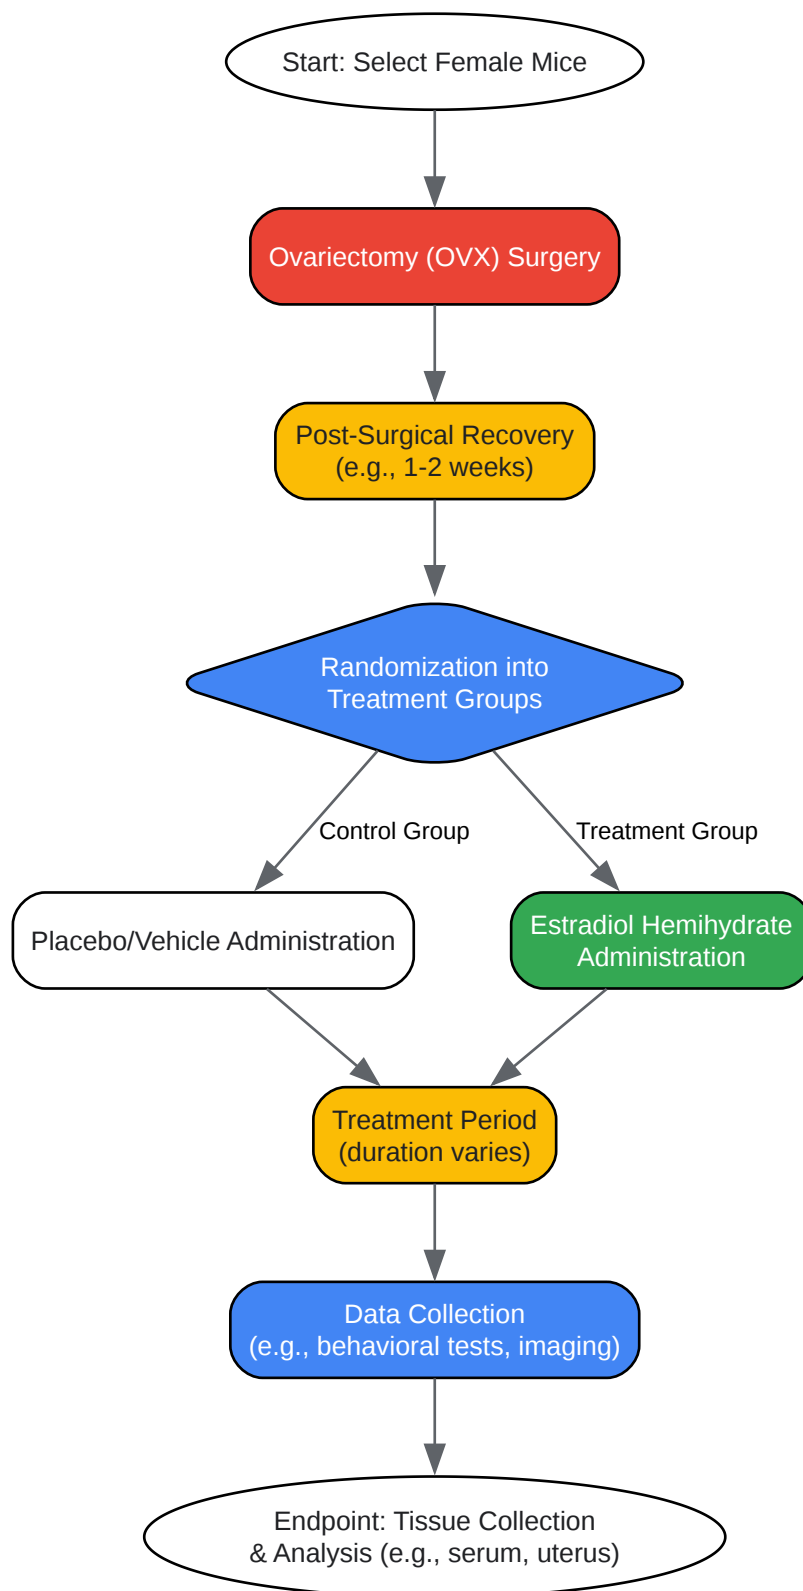 Start: Select Female Mice
Ovariectomy (OVX) Surgery
Post-Surgical Recovery
(e.g., 1-2 weeks)
Randomization into
Treatment Groups
Control Group
Treatment Group
Placebo/Vehicle Administration
Estradiol Hemihydrate
Administration
Treatment Period
(duration varies)
Data Collection
(e.g., behavioral tests, imaging)
Endpoint: Tissue Collection
& Analysis (e.g., serum, uterus)